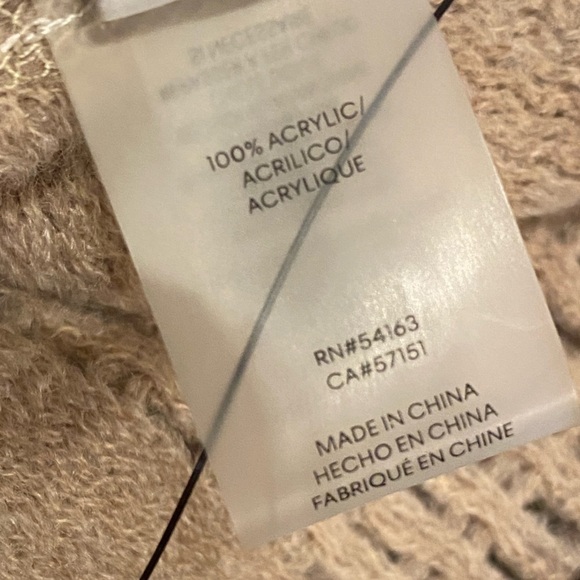 100% ACRYLIC/
ACRILICO/
ACRYLIQUE
RN#54163
CA#57151
MADE IN CHINA
HECHO EN CHINA
FABRIQUÉ EN CHINE